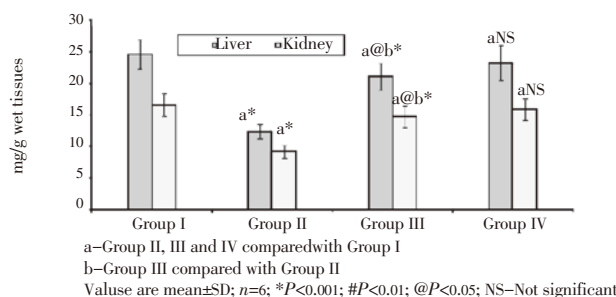 mg/g wet tissues
30
25
20
15
10
5
0
Liver Kidney
a* a*
a@b*
a@b*
aNS
aNS
Group I Group II Group III Group IV
a–Group II, III and IV comparedwith Group I
b–Group III compared with Group II
Valuse are mean±SD; n=6; *P<0.001; #P<0.01; @P<0.05; NS–Not significant